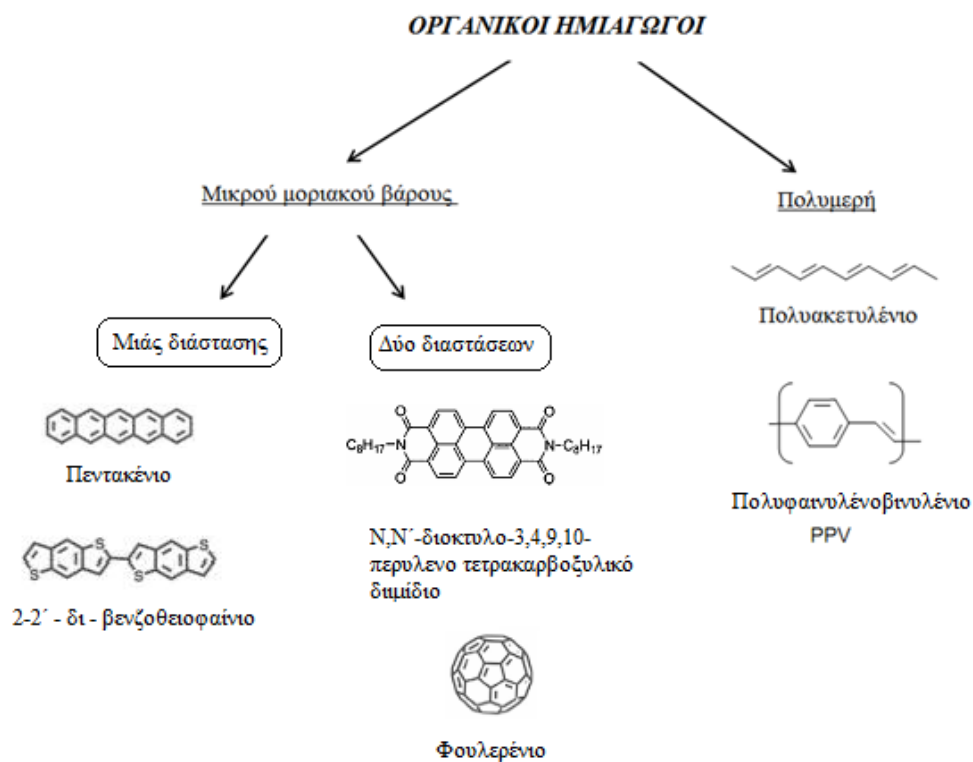 ΟΡΓΑΝΙΚΟΙ ΗΜΙΑΓΩΓΟΙ
Μικρού μοριακού βάρους
Πολυμερή
Μιάς διάστασης
Δύο διαστάσεων
Πολυακετυλένιο
Πεντακένιο
O
O
C8H17
N
N
C8H17
O
O
Πολυφαινυλένοβινυλένιο
PPV
S
S
S
S
2-2΄ - δι - βενζοθειοφαίνιο
N,N΄-διοκτυλο-3,4,9,10-
περυλενο τετρακαρβοξυλικό
διιμίδιο
Φουλερένιο